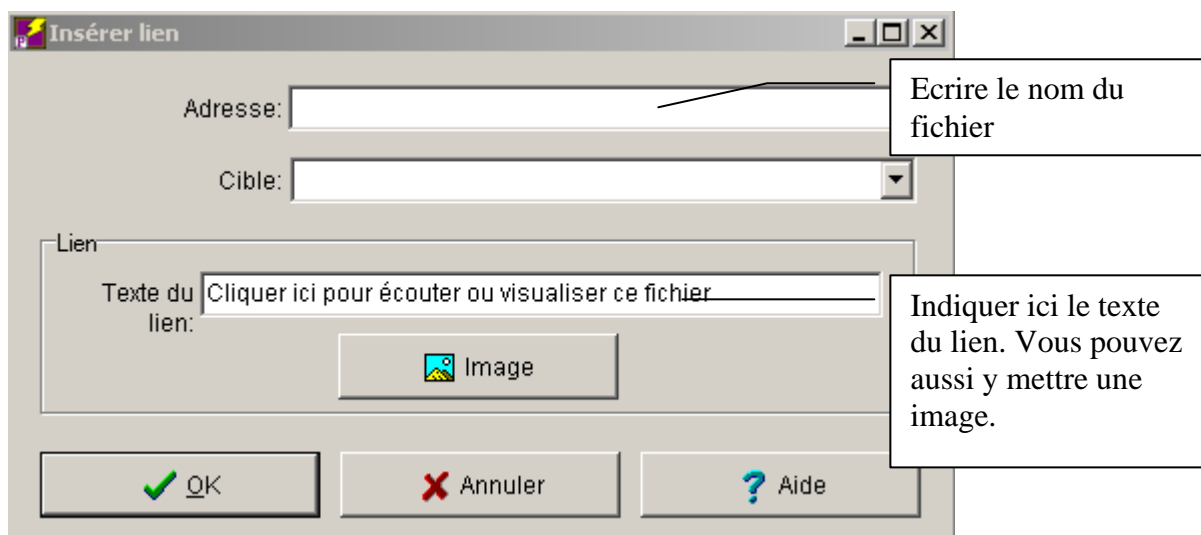 Insérer lien
Adresse:
Ecrire le nom du
fichier
Cible:
Lien
Texte du
lien:
Cliquer ici pour écouter ou visualiser ce fichier
Indiquer ici le texte
du lien. Vous pouvez
aussi y mettre une
image.
Image
OK
Annuler
Aide